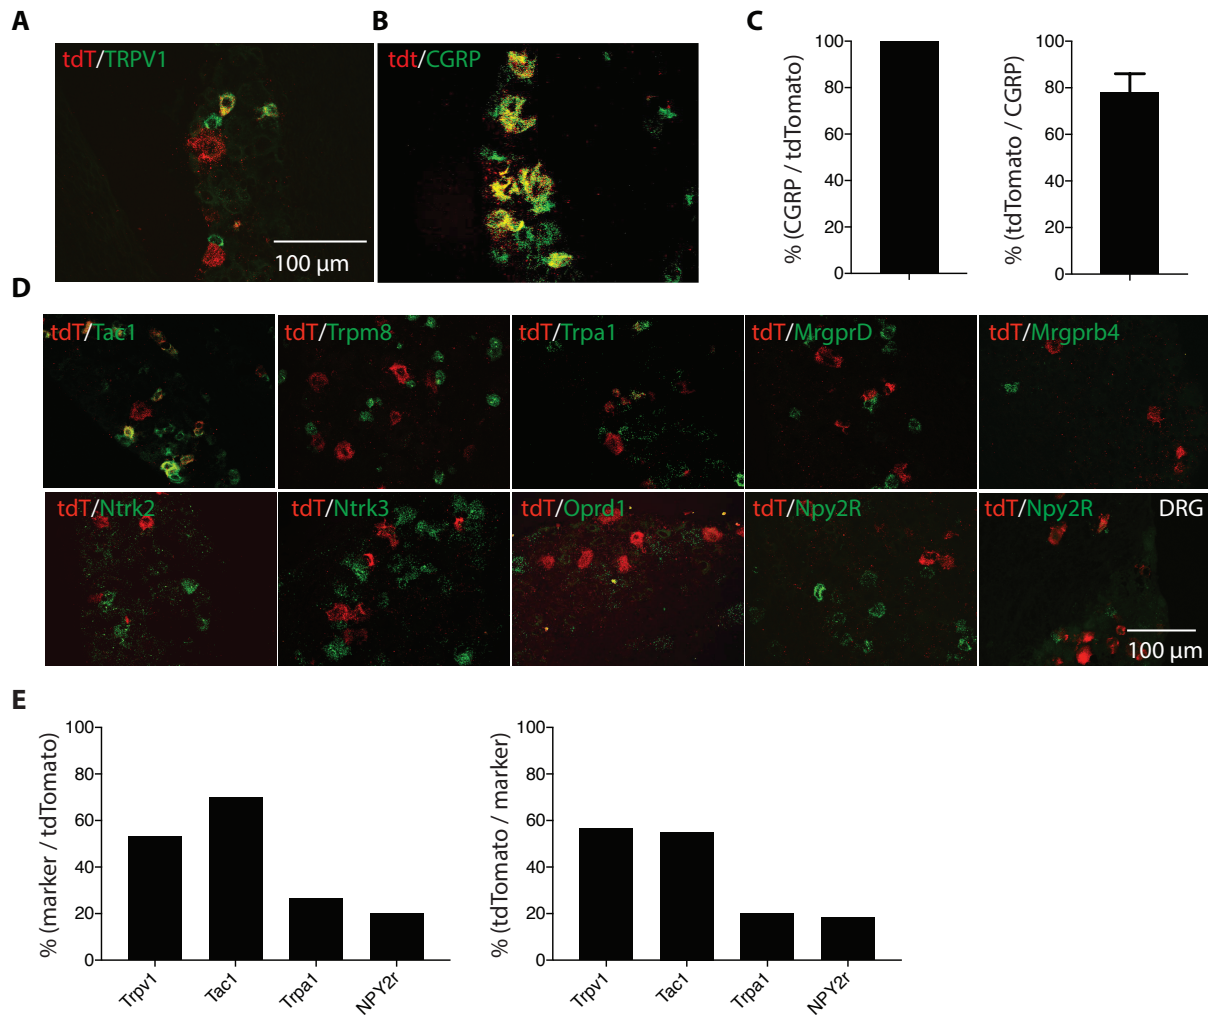 A
B
C
tdT/TRPV1
100 μm
tdt/CGRP
% (CGRP / tdTomato)
100
80
60
40
20
0
% (tdTomato / CGRP)
100
80
60
40
20
0
D
tdT/Tac1
tdT/Trpm8
tdT/Trpa1
tdT/MrgprD
tdT/Mrgprb4
tdT/Ntrk2
tdT/Ntrk3
tdT/Oprd1
tdT/Npy2R
tdT/Npy2R
DRG
100 μm
E
% (marker / tdTomato)
100
80
60
40
20
0
Trpv1
Tac1
Trpa1
NPY2r
% (tdTomato / marker)
100
80
60
40
20
0
Trpv1
Tac1
Trpa1
NPY2r